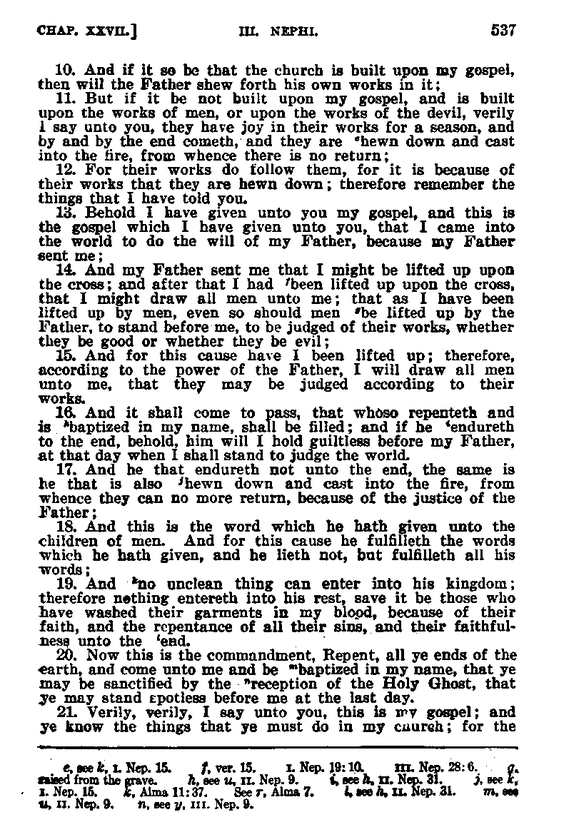 CHAP. XXVII.] III. NEPHI. 537
10. And if it so be that the church is built upon my gospel,
then will the Father shew forth his own works in it;
11. But if it be not built upon my gospel, and is built
upon the works of men, or upon the works of the devil, verily
I say unto you, they have joy in their works for a season, and
by and by the end cometh, and they are ᵉhewn down and cast
into the fire, from whence there is no return;
12. For their works do follow them, for it is because of
their works that they are hewn down; therefore remember the
things that I have told you.
13. Behold I have given unto you my gospel, and this is
the gospel which I have given unto you, that I came into
the world to do the will of my Father, because my Father
sent me;
14. And my Father sent me that I might be lifted up upon
the cross; and after that I had ᶠbeen lifted up upon the cross,
that I might draw all men unto me; that as I have been
lifted up by men, even so should men ᵍbe lifted up by the
Father, to stand before me, to be judged of their works, whether
they be good or whether they be evil;
15. And for this cause have I been lifted up; therefore,
according to the power of the Father, I will draw all men
unto me, that they may be judged according to their
works.
16. And it shall come to pass, that whoso repenteth and
is ʰbaptized in my name, shall be filled; and if he ⁱendureth
to the end, behold, him will I hold guiltless before my Father,
at that day when I shall stand to judge the world.
17. And he that endureth not unto the end, the same is
he that is also ʲhewn down and cast into the fire, from
whence they can no more return, because of the justice of the
Father;
18. And this is the word which he hath given unto the
children of men. And for this cause he fulfilleth the words
which he hath given, and he lieth not, but fulfilleth all his
words;
19. And ᵏno unclean thing can enter into his kingdom;
therefore nothing entereth into his rest, save it be those who
have washed their garments in my blood, because of their
faith, and the repentance of all their sins, and their faithful-
ness unto the ˡend.
20. Now this is the commandment, Repent, all ye ends of the
earth, and come unto me and be ᵐbaptized in my name, that ye
may be sanctified by the ⁿreception of the Holy Ghost, that
ye may stand spotless before me at the last day.
21. Verily, verily, I say unto you, this is my gospel; and
ye know the things that ye must do in my church; for the
e, see k, I. Nep. 15. f, ver. 15. I. Nep. 19:10. III. Nep. 28:6. g,
raised from the grave. h, see u, II. Nep. 9. i, see h, II. Nep. 31. j, see k,
I. Nep. 15. k, Alma 11:37. See r, Alma 7. l, see h, II. Nep. 31. m, see
u, II. Nep. 9. n, see y, III. Nep. 9.